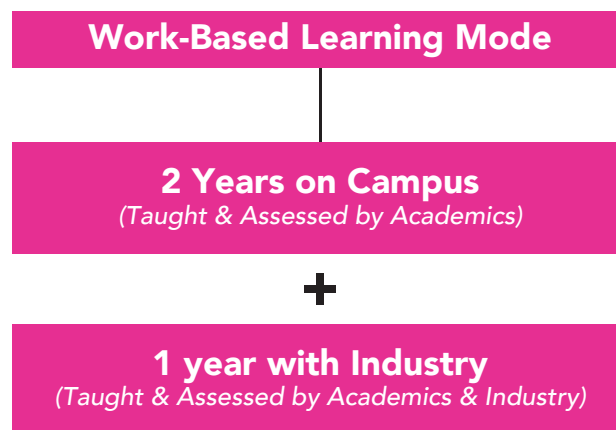 Work-Based Learning Mode
2 Years on Campus
(Taught & Assessed by Academics)
+
1 year with Industry
(Taught & Assessed by Academics & Industry)